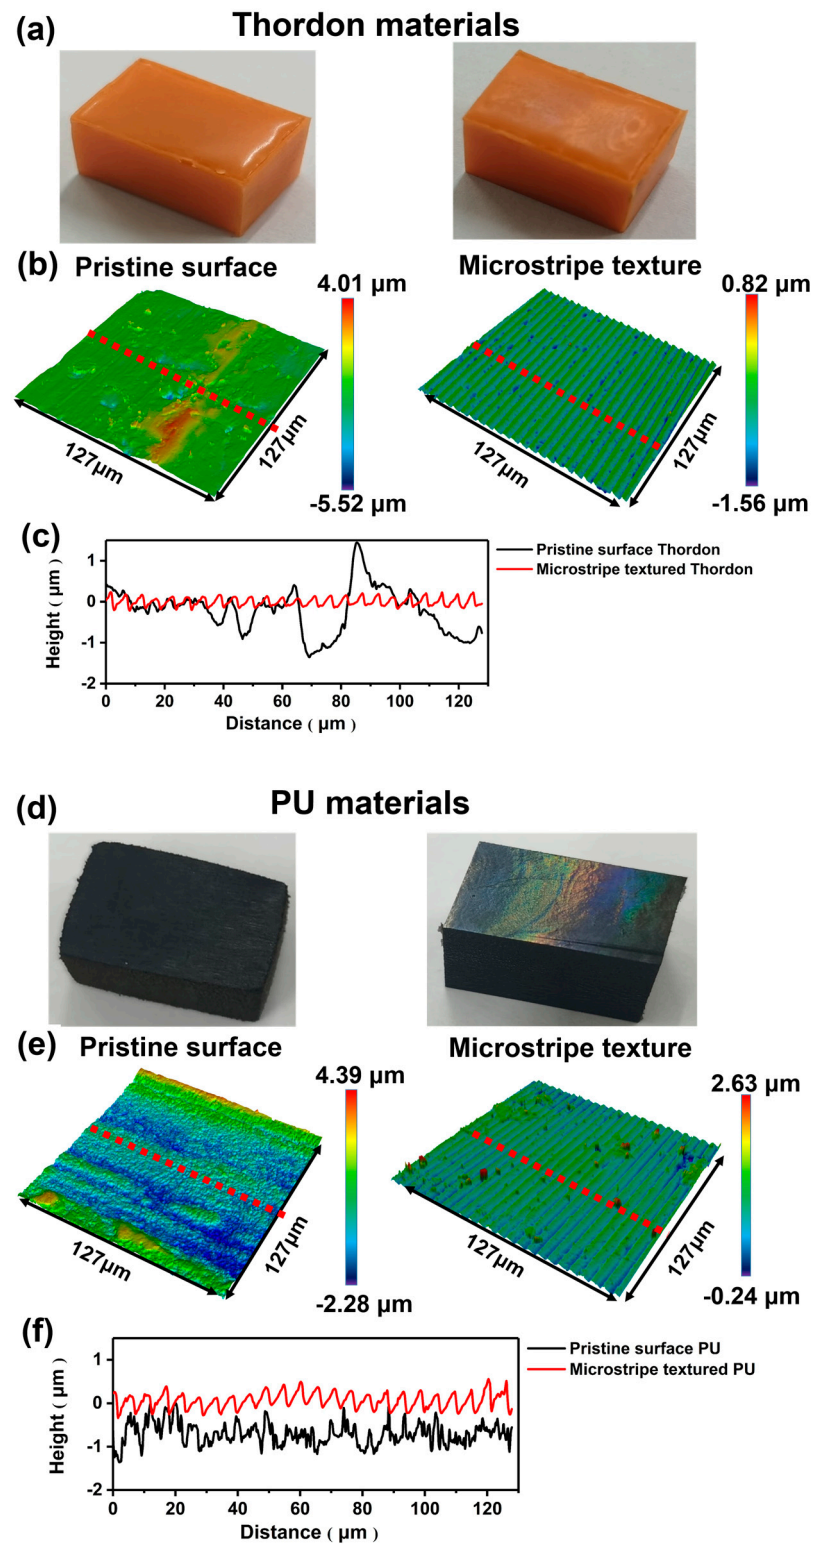 (a)
Thordon materials
(b)
Pristine surface
4.01 μm
-5.52 μm
127μm
127μm
Microstripe texture
0.82 μm
-1.56 μm
127μm
127μm
(c)
Height ( μm )
1
0
-1
-2
0 20 40 60 80 100 120
Distance ( μm )
Pristine surface Thordon
Microstripe textured Thordon
(d)
PU materials
(e)
Pristine surface
4.39 μm
-2.28 μm
127μm
127μm
Microstripe texture
2.63 μm
-0.24 μm
127μm
127μm
(f)
Height ( μm )
1
0
-1
-2
0 20 40 60 80 100 120
Distance ( μm )
Pristine surface PU
Microstripe textured PU